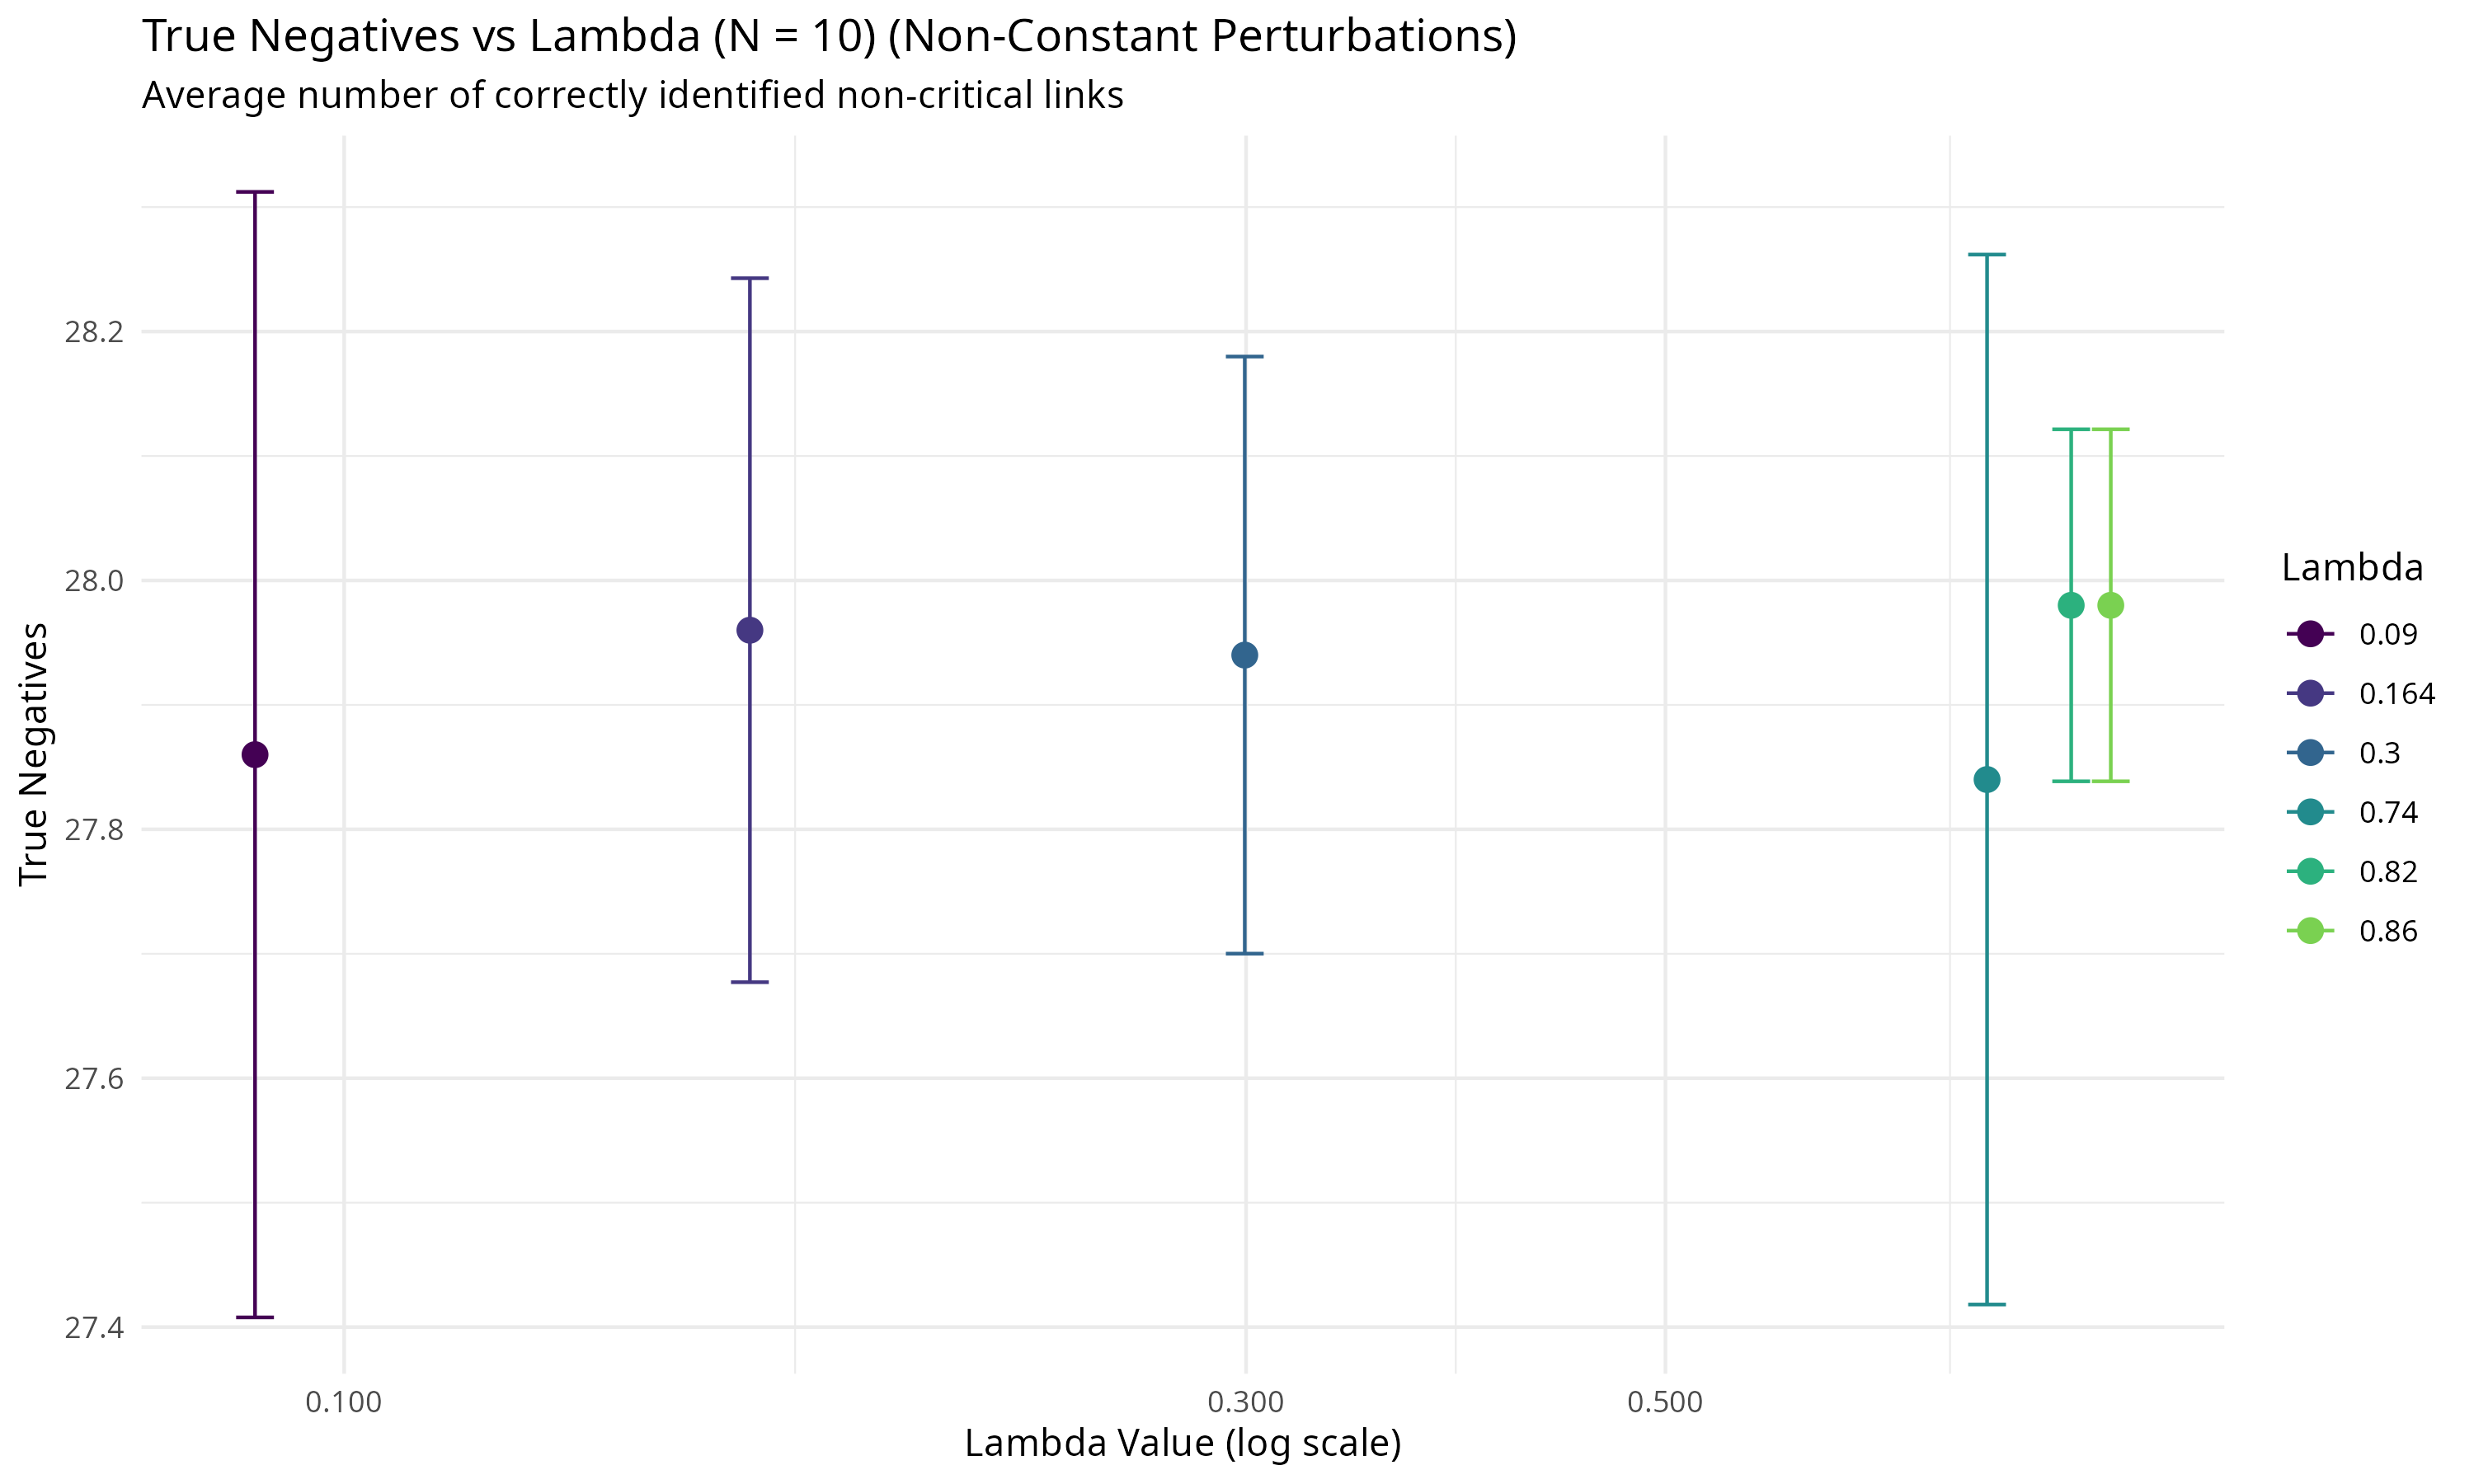 True Negatives vs Lambda (N = 10) (Non-Constant Perturbations)
Average number of correctly identified non-critical links
True Negatives
28.2
28.0
27.8
27.6
27.4
0.100
0.300
0.500
Lambda Value (log scale)
Lambda
0.09
0.164
0.3
0.74
0.82
0.86